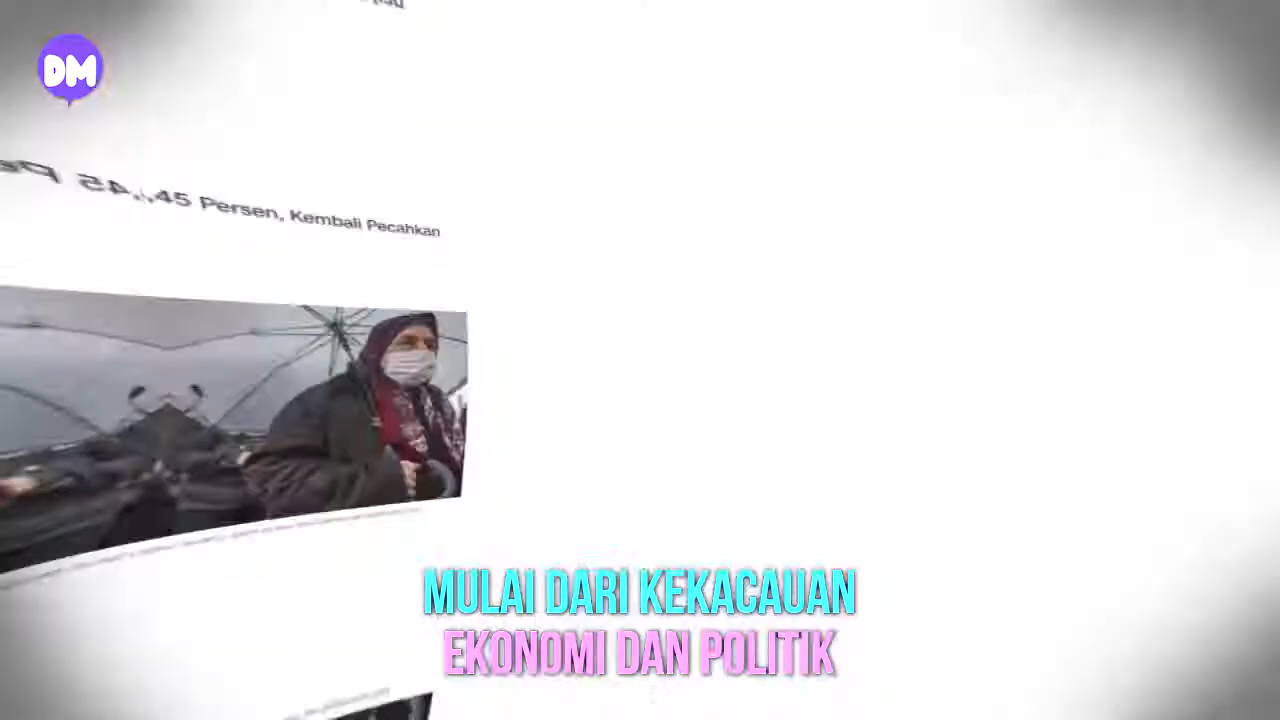 DM
45 Persen, Kembali Pecahkan
MULAI DARI KEKACAUAN
EKONOMI DAN POLITIK